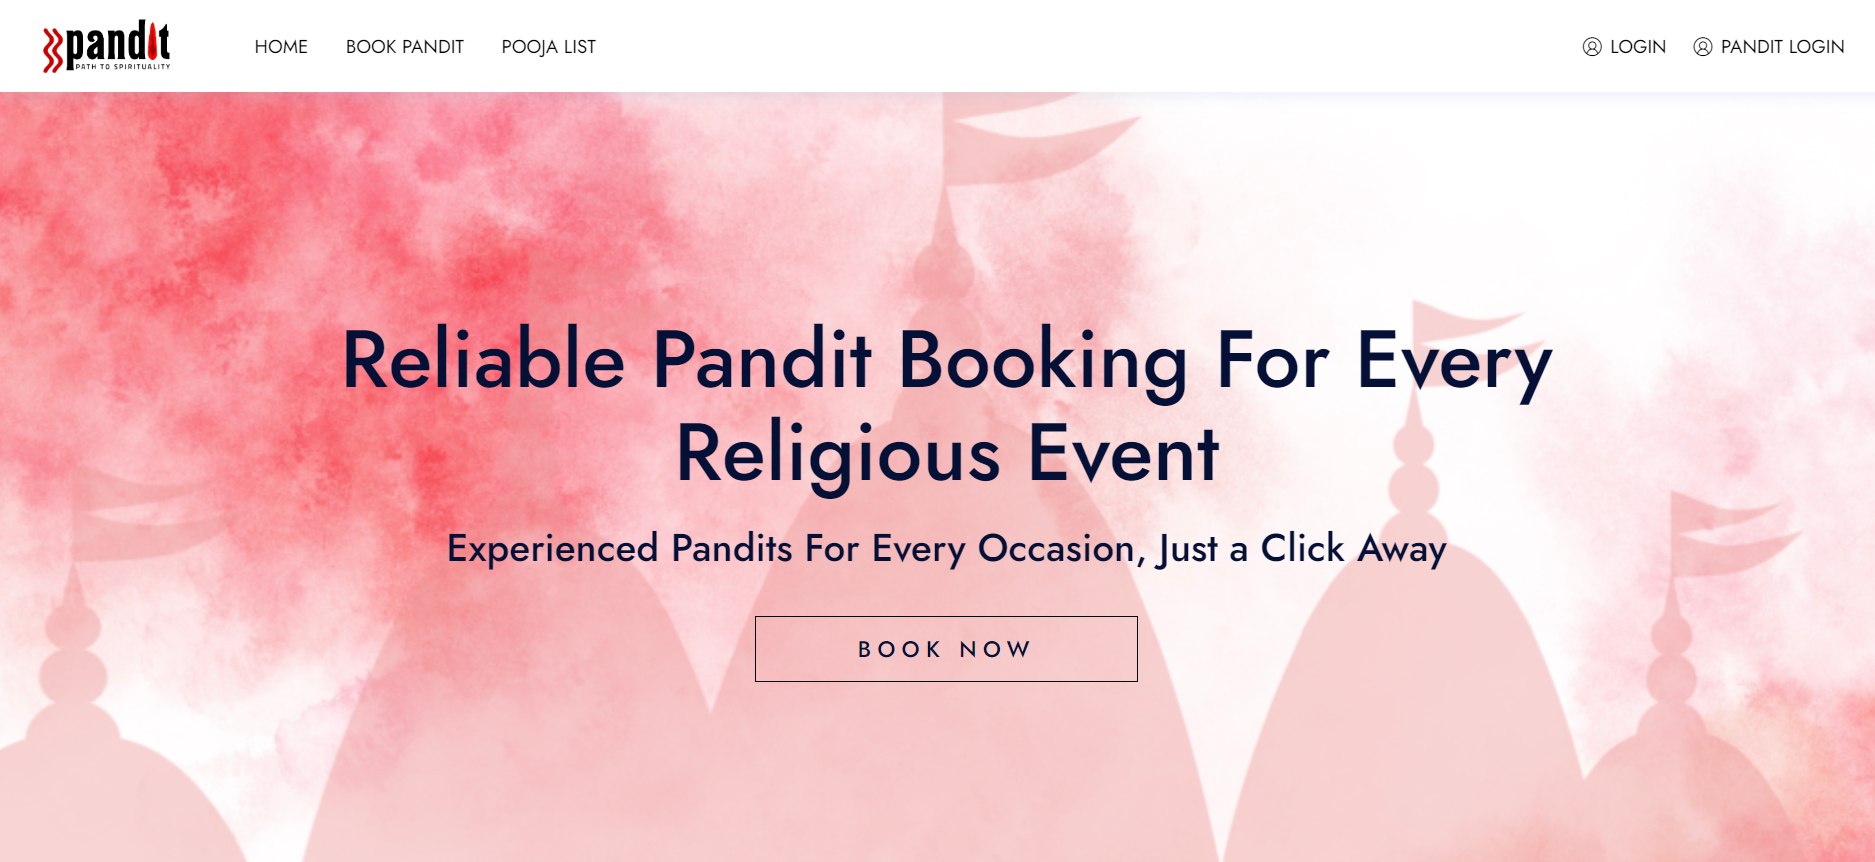 pandit
PATH TO SPIRITUALITY
HOME
BOOK PANDIT
POOJA LIST
LOGIN
PANDIT LOGIN
Reliable Pandit Booking For Every
Religious Event
Experienced Pandits For Every Occasion, Just a Click Away
BOOK NOW